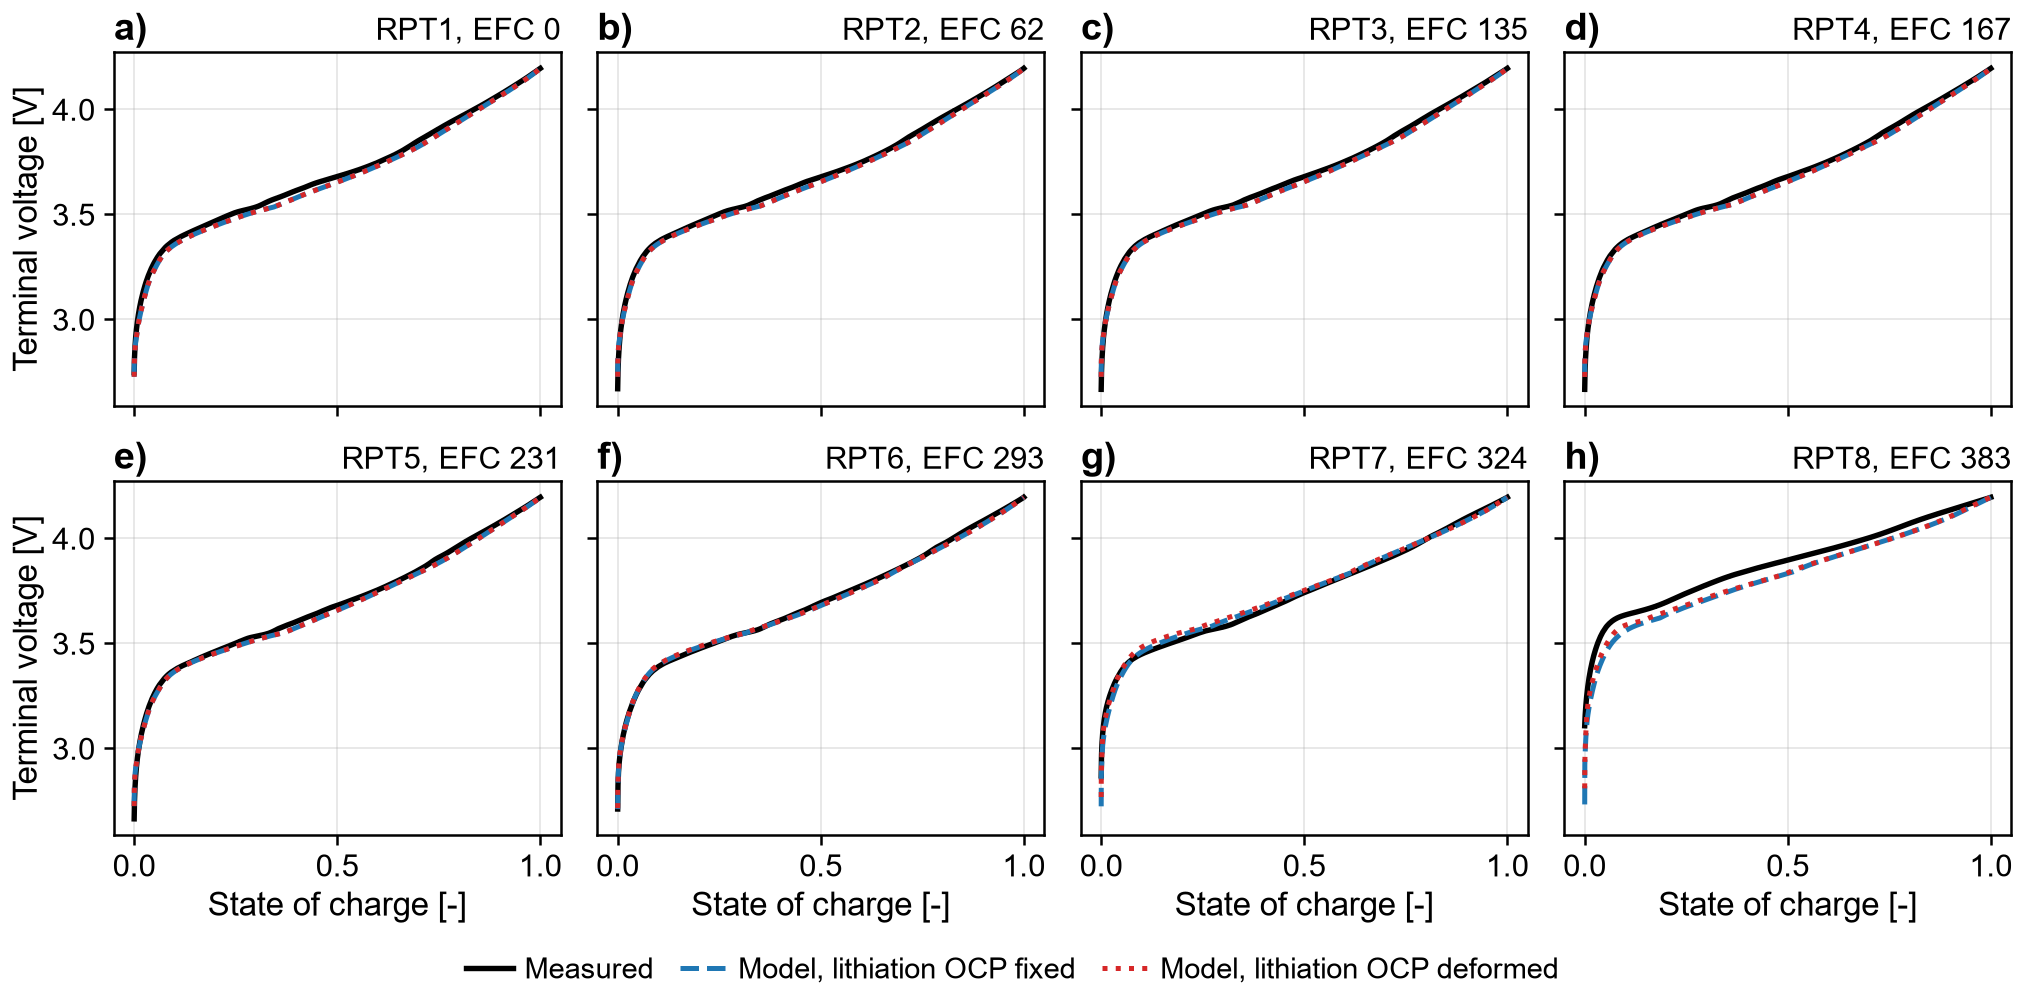 a) RPT1, EFC 0
b) RPT2, EFC 62
c) RPT3, EFC 135
d) RPT4, EFC 167
Terminal voltage [V]
4.0
3.5
3.0
e) RPT5, EFC 231
f) RPT6, EFC 293
g) RPT7, EFC 324
h) RPT8, EFC 383
Terminal voltage [V]
4.0
3.5
3.0
0.0 0.5 1.0
0.0 0.5 1.0
0.0 0.5 1.0
0.0 0.5 1.0
State of charge [-]
State of charge [-]
State of charge [-]
State of charge [-]
Measured
Model, lithiation OCP fixed
Model, lithiation OCP deformed